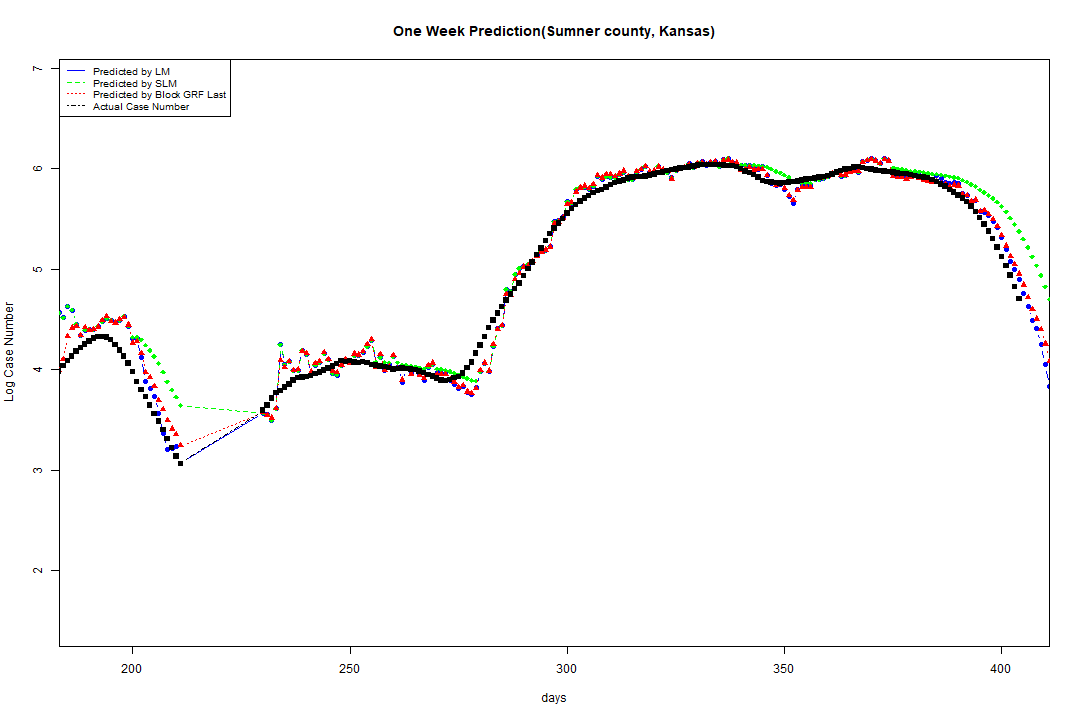 One Week Prediction(Sumner county, Kansas)
Predicted by LM
Predicted by SLM
Predicted by Block GRF Last
Actual Case Number
7
6
5
4
3
2
Log Case Number
200 250 300 350 400
days